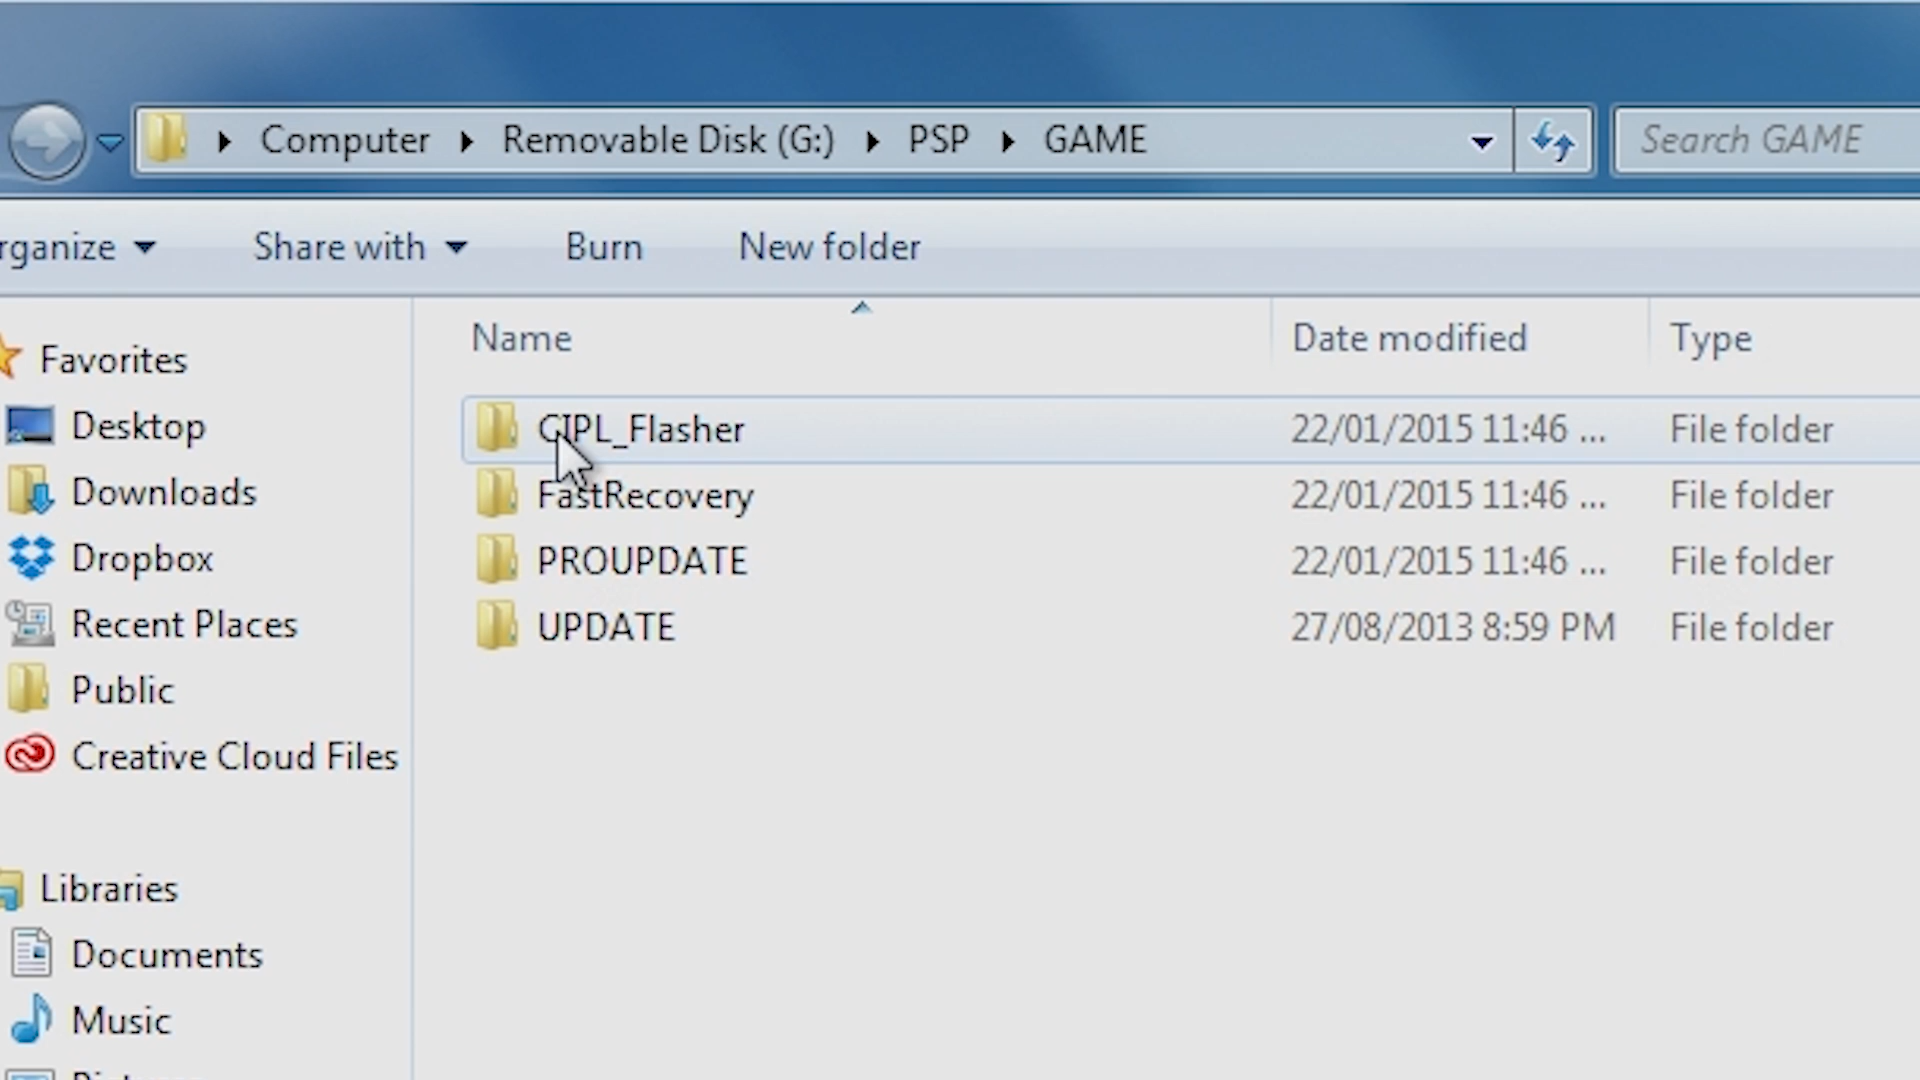 Computer Removable Disk (G:) PSP GAME Search GAME
rganize Share with Burn New folder
Name Date modified Type
Favorites
Desktop
Downloads
Dropbox
Recent Places
Public
Creative Cloud Files
Libraries
Documents
Music
CIPL_Flasher 22/01/2015 11:46 ... File folder
FastRecovery 22/01/2015 11:46 ... File folder
PROUPDATE 22/01/2015 11:46 ... File folder
UPDATE 27/08/2013 8:59 PM File folder